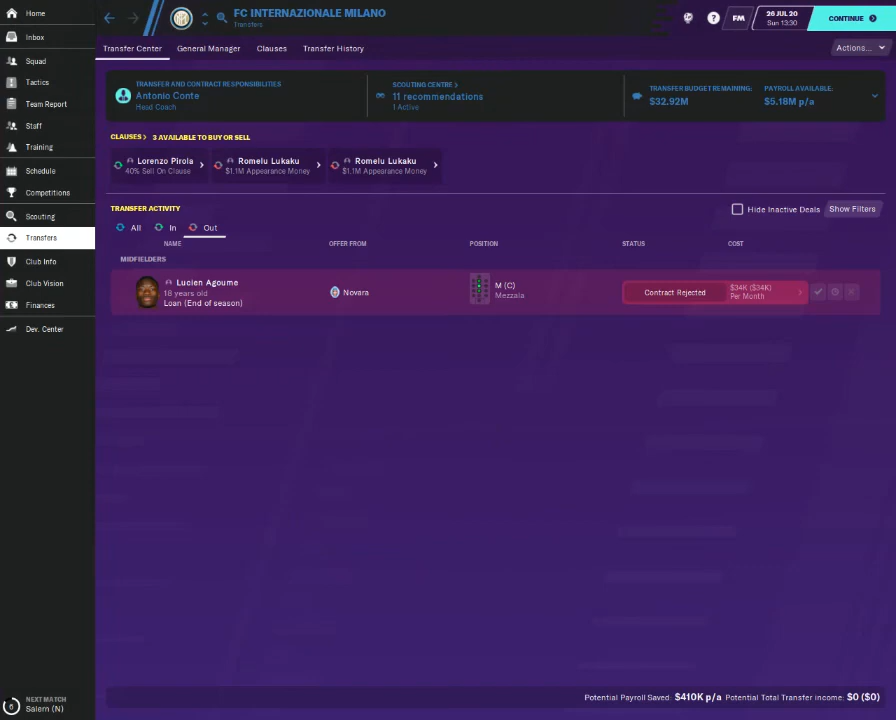 Home
Inbox
Squad
Tactics
Team Report
Staff
Training
Schedule
Competitions
Scouting
Transfers
Club Info
Club Vision
Finances
Dev. Center
6
NEXT MATCH
Salern (N)
FC INTERNAZIONALE MILANO
Transfers
?
FM
26 JUL 20
Sun 13:30
CONTINUE
Transfer Center
General Manager
Clauses
Transfer History
Actions...
TRANSFER AND CONTRACT RESPONSIBILITIES
Antonio Conte
Head Coach
SCOUTING CENTRE >
11 recommendations
1 Active
TRANSFER BUDGET REMAINING:
$32.92M
PAYROLL AVAILABLE:
$5.18M p/a
CLAUSES > 3 AVAILABLE TO BUY OR SELL
Lorenzo Pirola
40% Sell On Clause
Romelu Lukaku
$1.1M Appearance Money
Romelu Lukaku
$1.1M Appearance Money
TRANSFER ACTIVITY
Hide Inactive Deals
Show Filters
All
In
Out
NAME
OFFER FROM
POSITION
STATUS
COST
MIDFIELDERS
Lucien Agoume
18 years old
Loan (End of season)
Novara
M (C)
Mezzala
Contract Rejected
$34K ($34K)
Per Month
Potential Payroll Saved: $410K p/a Potential Total Transfer income: $0 ($0)